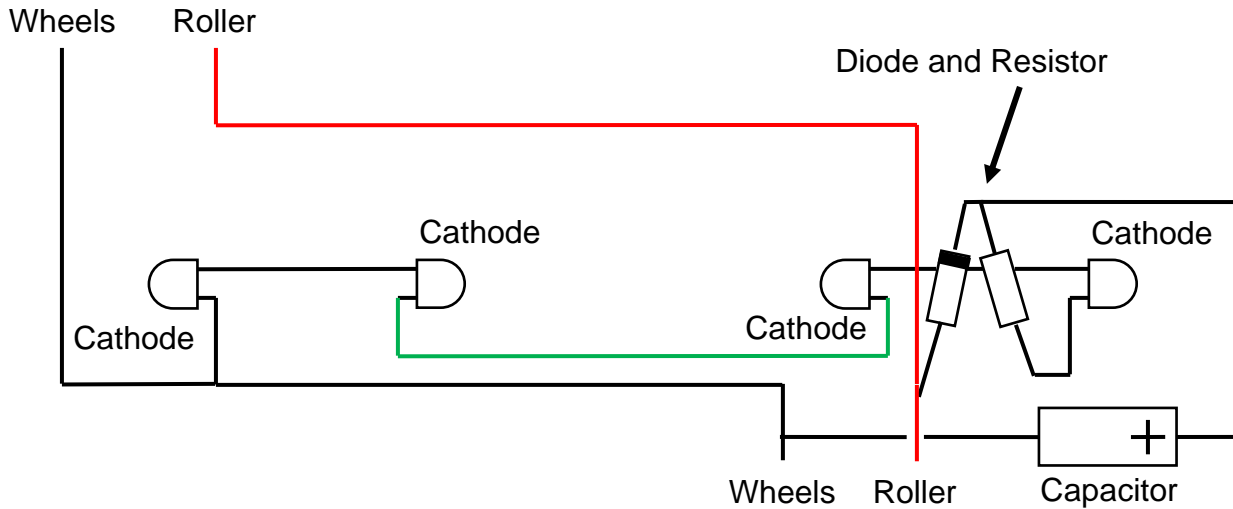 Wheels
Roller
Diode and Resistor
Cathode
Cathode
Cathode
Cathode
Wheels
Roller
Capacitor